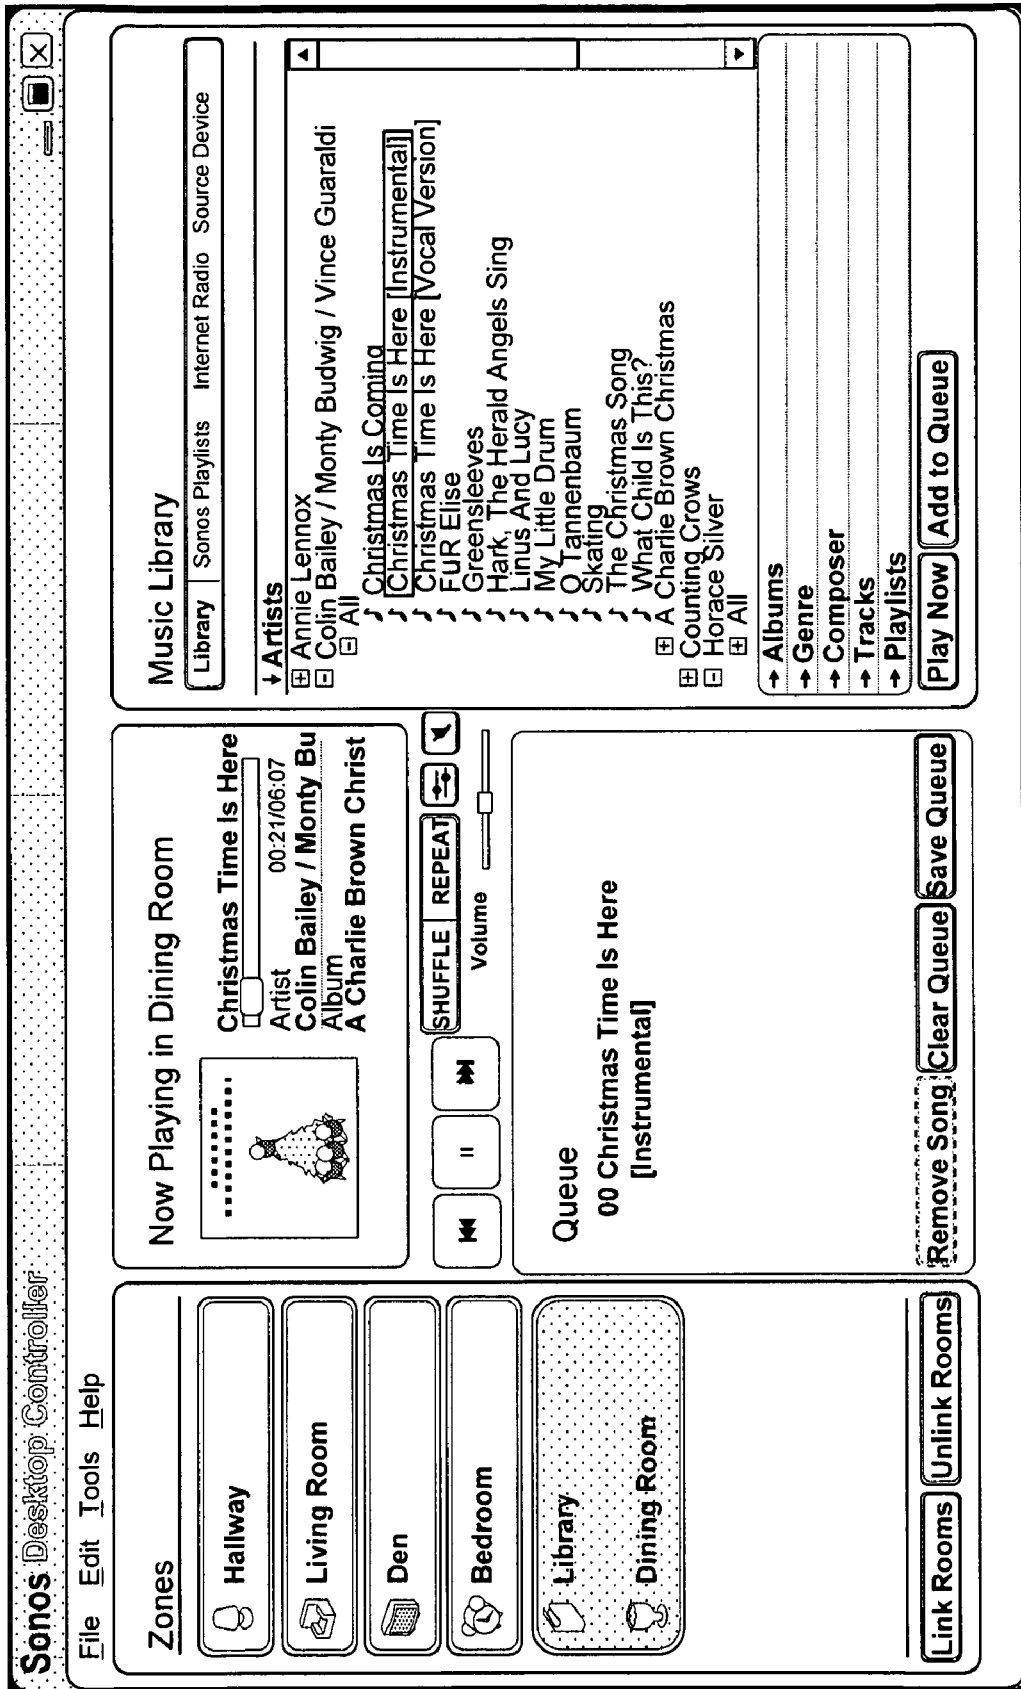 Sonos Desktop Controller
File Edit Tools Help
Zones
Hallway
Living Room
Den
Bedroom
Library
Dining Room
Link Rooms Unlink Rooms
Now Playing in Dining Room
Christmas Time Is Here
00:21/06:07
Artist
Colin Bailey / Monty Bu
Album
A Charlie Brown Christ
SHUFFLE REPEAT
Volume
Queue
00 Christmas Time Is Here
[Instrumental]
Remove Song Clear Queue Save Queue
Music Library
Library Sonos Playlists Internet Radio Source Device
Artists
Annie Lennox
Colin Bailey / Monty Budwig / Vince Guaraldi
All
Christmas Is Coming
Christmas Time Is Here [Instrumental]
Christmas Time Is Here [Vocal Version]
FuR Elise
Greensleeves
Hark, The Herald Angels Sing
Linus And Lucy
My Little Drum
O Tannenbaum
Skating
The Christmas Song
What Child Is This?
A Charlie Brown Christmas
Counting Crows
Horace Silver
All
Albums
Genre
Composer
Tracks
Playlists
Play Now Add to Queue